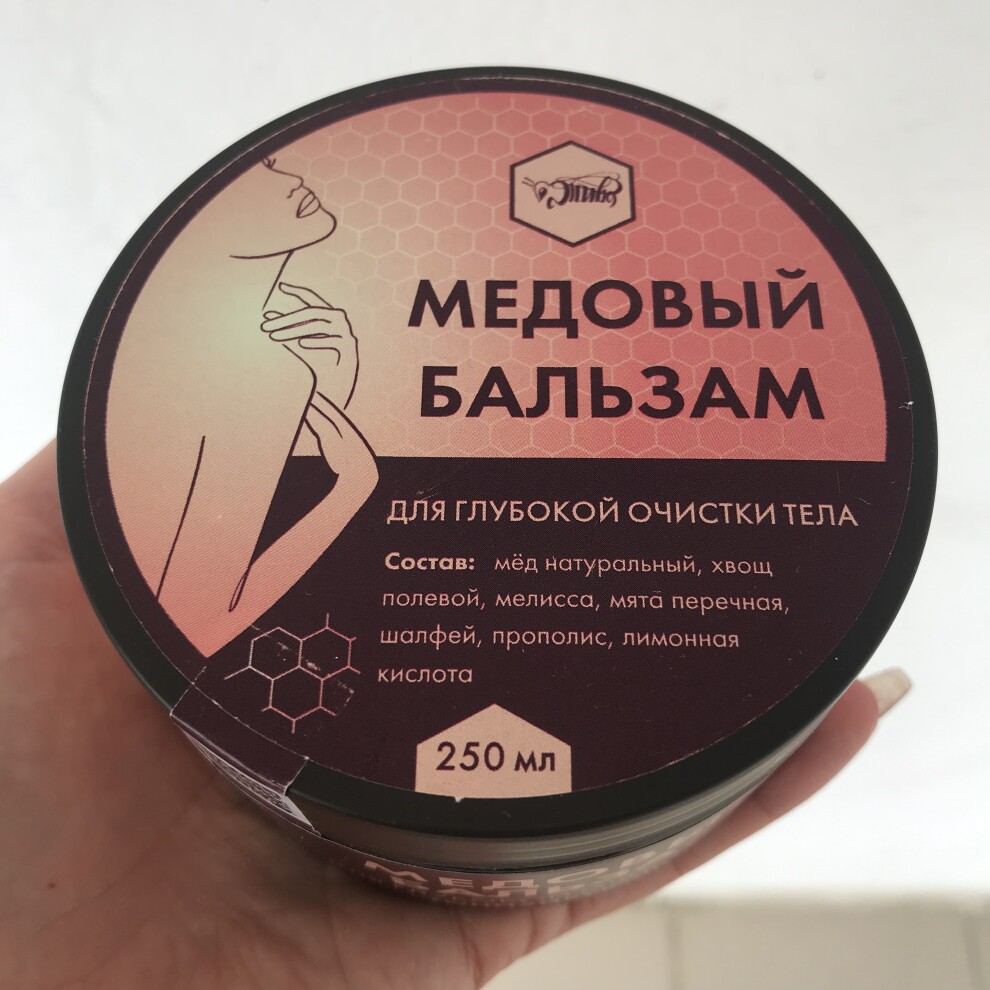 Этивоз
МЕДОВЫЙ
БАЛЬЗАМ
ДЛЯ ГЛУБОКОЙ ОЧИСТКИ ТЕЛА
Состав: мёд натуральный, хвощ
полевой, мелисса, мята перечная,
шалфей, прополис, лимонная
кислота
250 мл